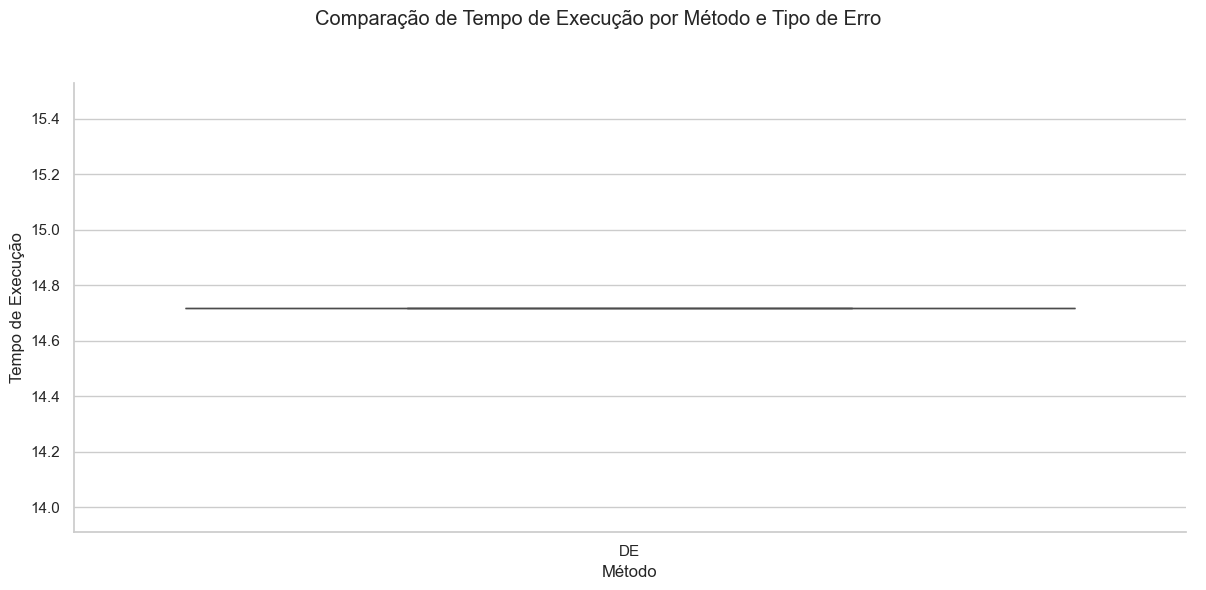 Comparação de Tempo de Execução por Método e Tipo de Erro
15.4
15.2
15.0
14.8
14.6
14.4
14.2
14.0
Tempo de Execução
DE
Método